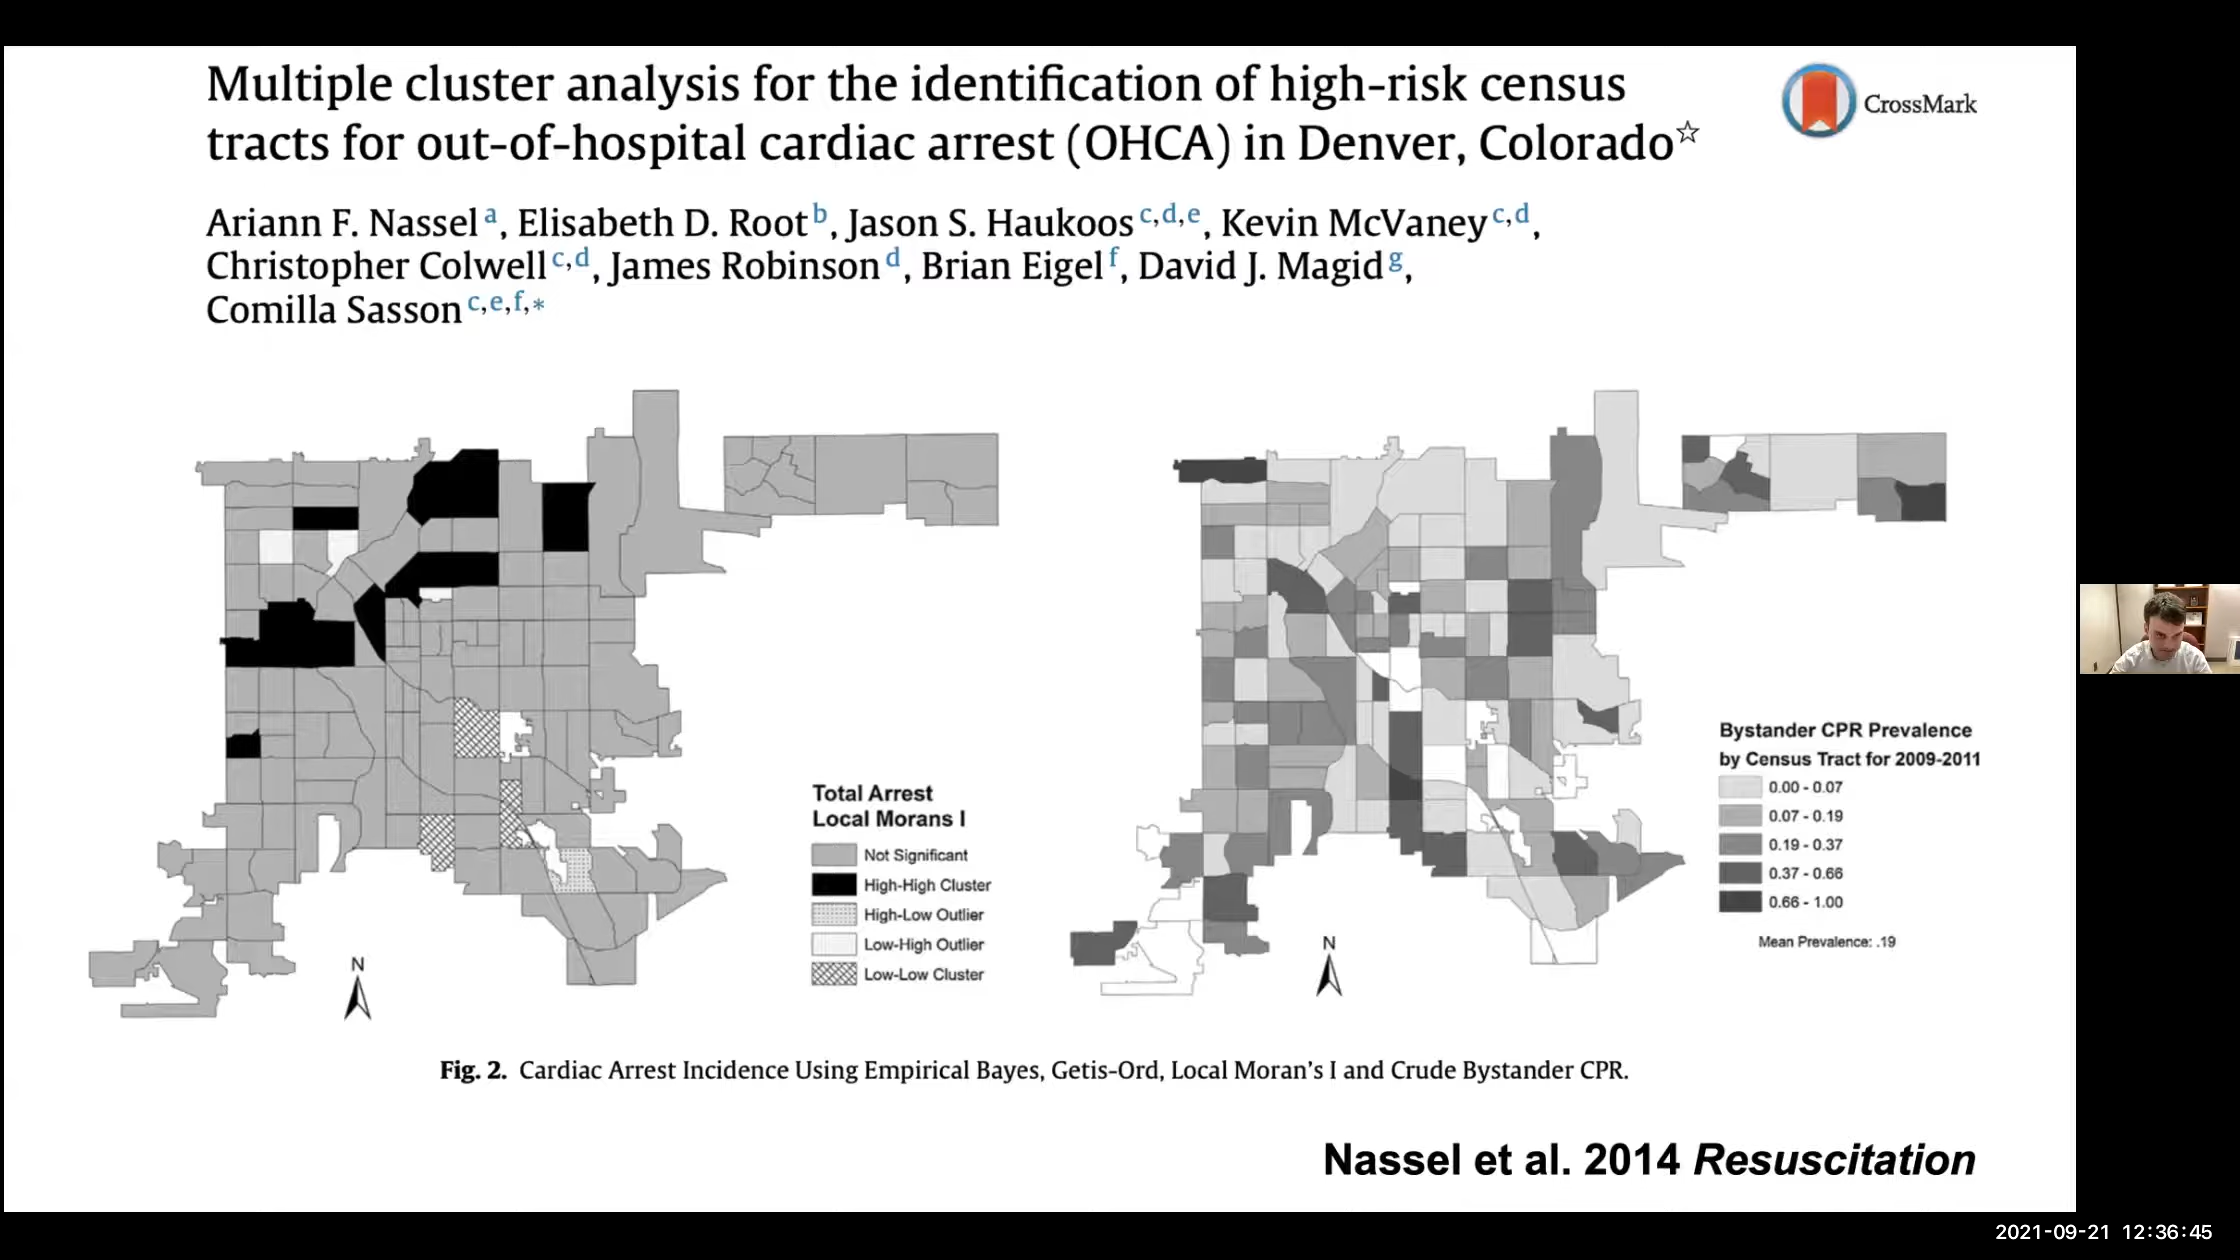 Multiple cluster analysis for the identification of high-risk census
tracts for out-of-hospital cardiac arrest (OHCA) in Denver, Colorado☆
CrossMark
Ariann F. Nassel a, Elisabeth D. Root b, Jason S. Haukoos c,d,e, Kevin McVaney c,d,
Christopher Colwell c,d, James Robinson d, Brian Eigel f, David J. Magid g,
Comilla Sasson c,e,f,*
Total Arrest
Local Morans I
Not Significant
High-High Cluster
High-Low Outlier
Low-High Outlier
Low-Low Cluster
N
Bystander CPR Prevalence
by Census Tract for 2009-2011
0.00 - 0.07
0.07 - 0.19
0.19 - 0.37
0.37 - 0.66
0.66 - 1.00
Mean Prevalence: .19
N
Fig. 2. Cardiac Arrest Incidence Using Empirical Bayes, Getis-Ord, Local Moran's I and Crude Bystander CPR.
Nassel et al. 2014 Resuscitation
2021-09-21 12:36:45